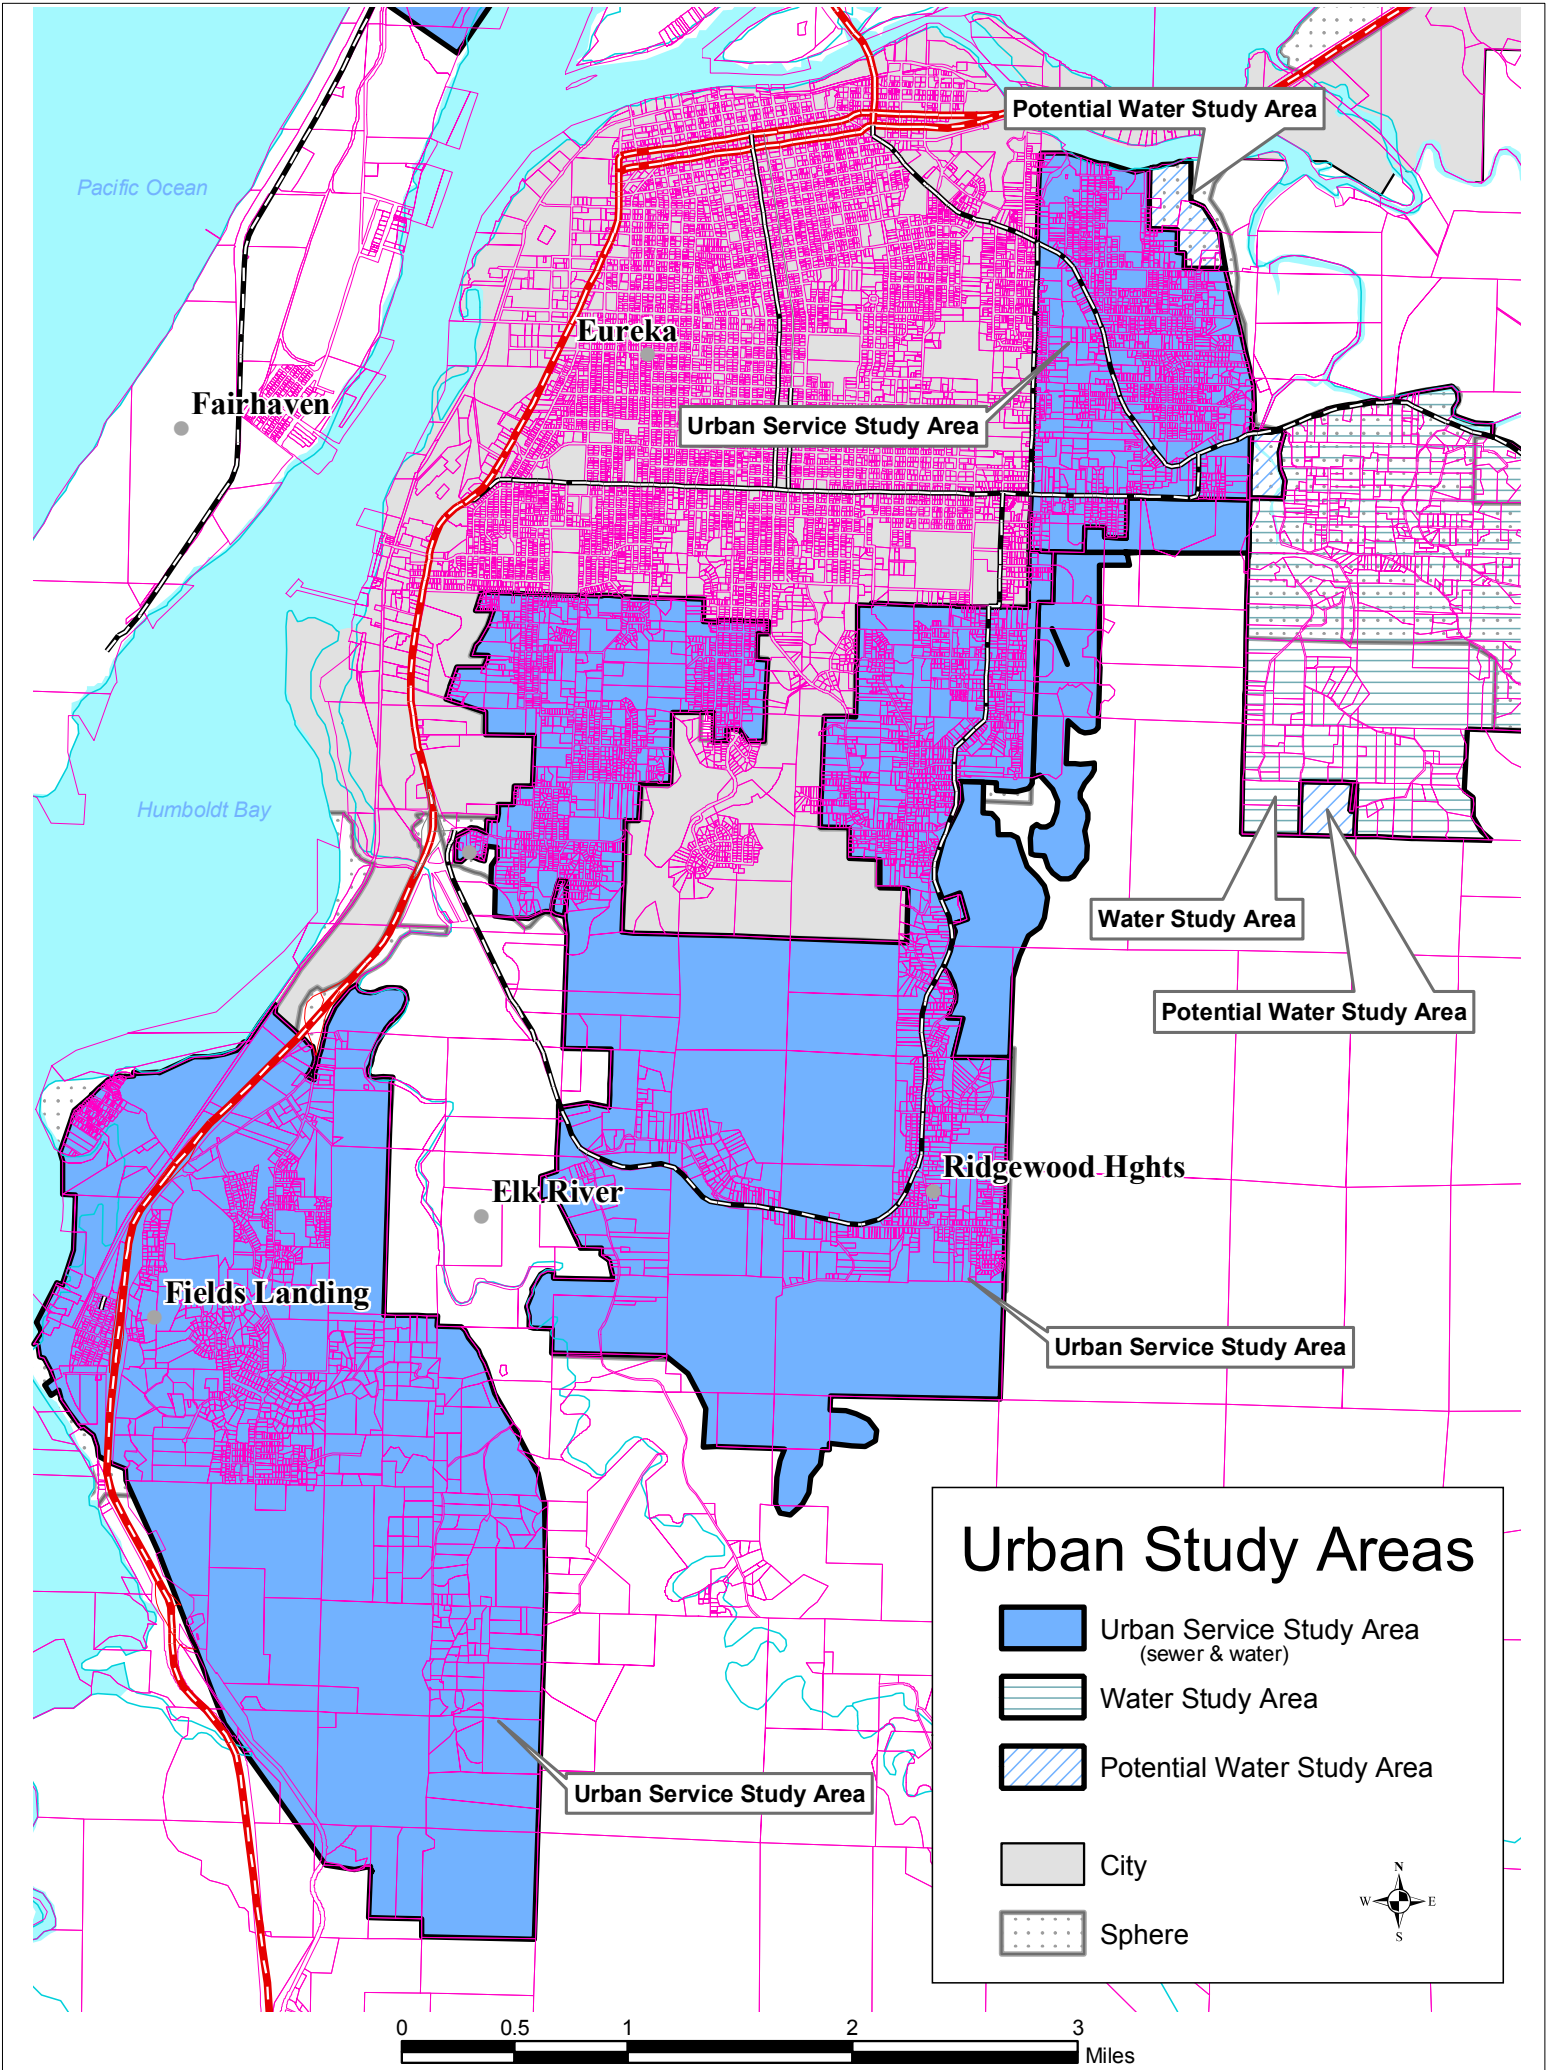 Potential Water Study Area
Pacific Ocean
Eureka
Fairhaven
Urban Service Study Area
Humboldt Bay
Water Study Area
Potential Water Study Area
Ridgewood Hghts
Elk River
Fields Landing
Urban Service Study Area
Urban Study Areas
Urban Service Study Area
(sewer & water)
Water Study Area
Potential Water Study Area
Urban Service Study Area
City
N
W E
S
Sphere
0 0.5 1 2 3
Miles